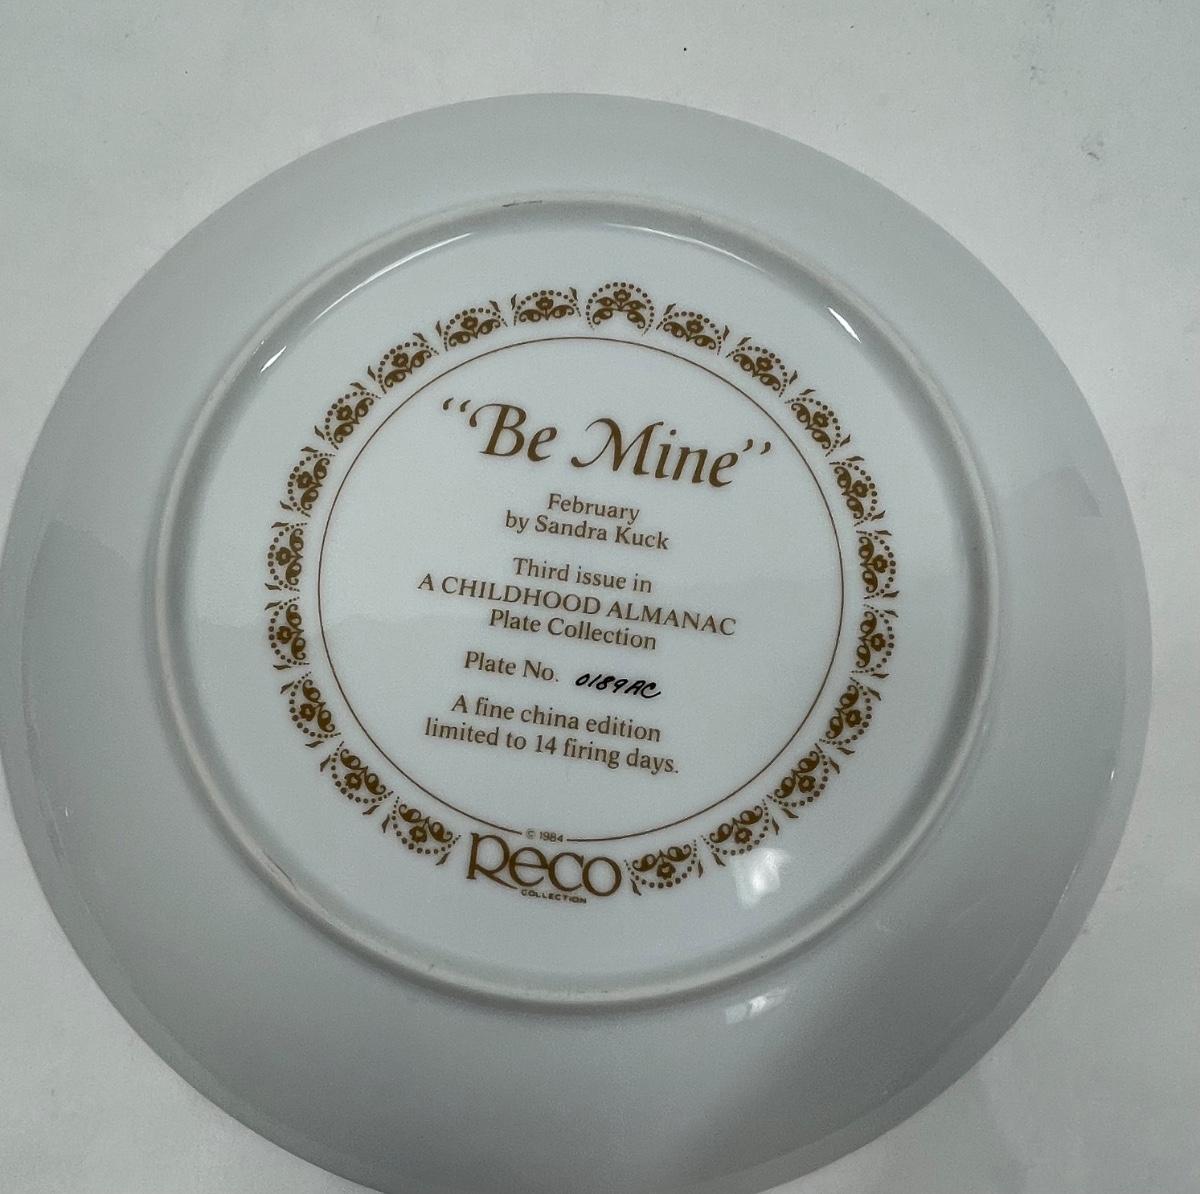 “Be Mine”
February
by Sandra Kuck
Third issue in
A CHILDHOOD ALMANAC
Plate Collection
Plate No. 0189AC
A fine china edition
limited to 14 firing days.
© 1984
Reco
COLLECTION